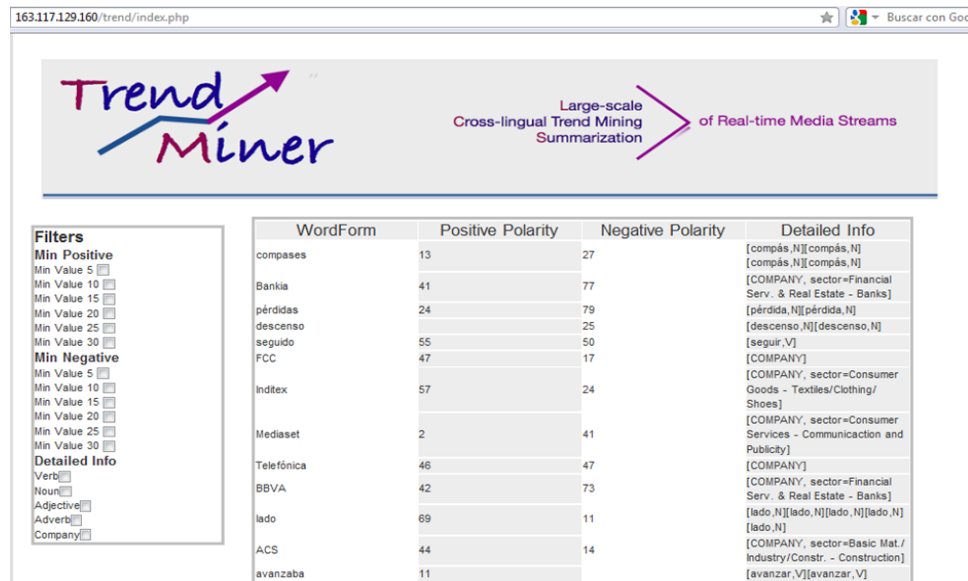 163.117.129.160/trend/index.php
Buscar con Goo
Trend
Miner
Large-scale
Cross-lingual Trend Mining
Summarization
of Real-time Media Streams
Filters
Min Positive
Min Value 5
Min Value 10
Min Value 15
Min Value 20
Min Value 25
Min Value 30
Min Negative
Min Value 5
Min Value 10
Min Value 15
Min Value 20
Min Value 25
Min Value 30
Detailed Info
Verb
Noun
Adjective
Adverb
Company
WordForm Positive Polarity Negative Polarity Detailed Info
compases 13 27 [compás,N][compás,N]
[compás,N][compás,N]
Bankia 41 77 [COMPANY, sector=Financial
Serv. & Real Estate - Banks]
pérdidas 24 79 [pérdida,N][pérdida,N]
descenso 25 [descenso,N][descenso,N]
seguido 55 50 [seguir,V]
FCC 47 17 [COMPANY]
Inditex 57 24 [COMPANY, sector=Consumer
Goods - Textiles/Clothing/
Shoes]
Mediaset 2 41 [COMPANY, sector=Consumer
Services - Communicaction and
Publicity]
Telefónica 46 47 [COMPANY]
BBVA 42 73 [COMPANY, sector=Financial
Serv. & Real Estate - Banks]
lado 69 11 [lado,N][lado,N][lado,N][lado,N]
[lado,N]
ACS 44 14 [COMPANY, sector=Basic Mat./
Industry/Constr. - Construction]
avanzaba 11 [avanzar,V][avanzar,V]